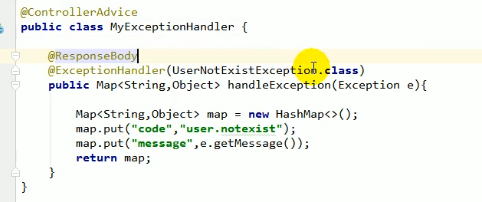 @ControllerAdvice
public class MyExceptionHandler {
@ResponseBody
@ExceptionHandler(UserNotExistException.class)
public Map<String,Object> handleException(Exception e){
Map<String,Object> map = new HashMap<>();
map.put("code","user.notexist");
map.put("message",e.getMessage());
return map;
}
}